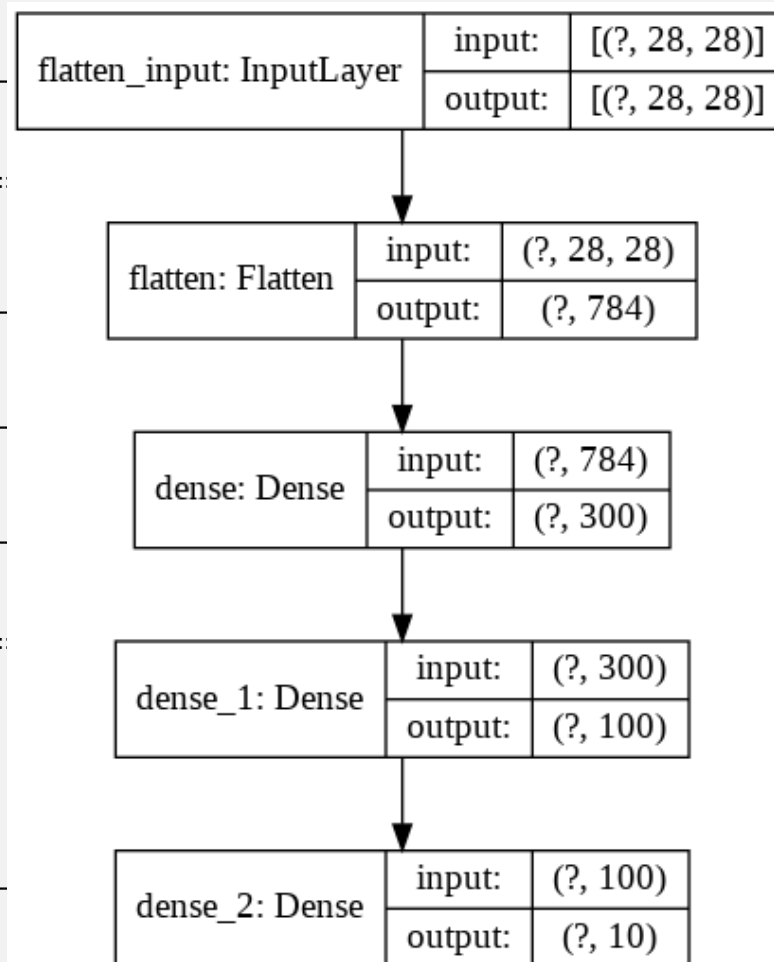 flatten_input: InputLayer
input: [(?, 28, 28)]
output: [(?, 28, 28)]
flatten: Flatten
input: (?, 28, 28)
output: (?, 784)
dense: Dense
input: (?, 784)
output: (?, 300)
dense_1: Dense
input: (?, 300)
output: (?, 100)
dense_2: Dense
input: (?, 100)
output: (?, 10)